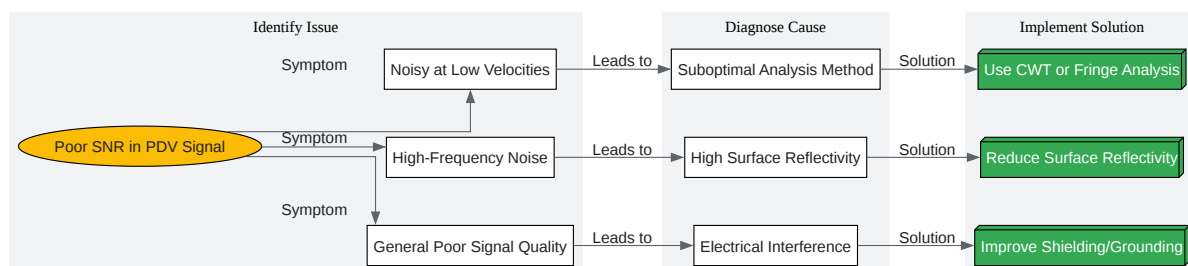 Identify Issue
Diagnose Cause
Implement Solution
Symptom
Noisy at Low Velocities
Leads to
Suboptimal Analysis Method
Solution
Use CWT or Fringe Analysis
Poor SNR in PDV Signal
Symptom
High-Frequency Noise
Leads to
High Surface Reflectivity
Solution
Reduce Surface Reflectivity
Symptom
General Poor Signal Quality
Leads to
Electrical Interference
Solution
Improve Shielding/Grounding